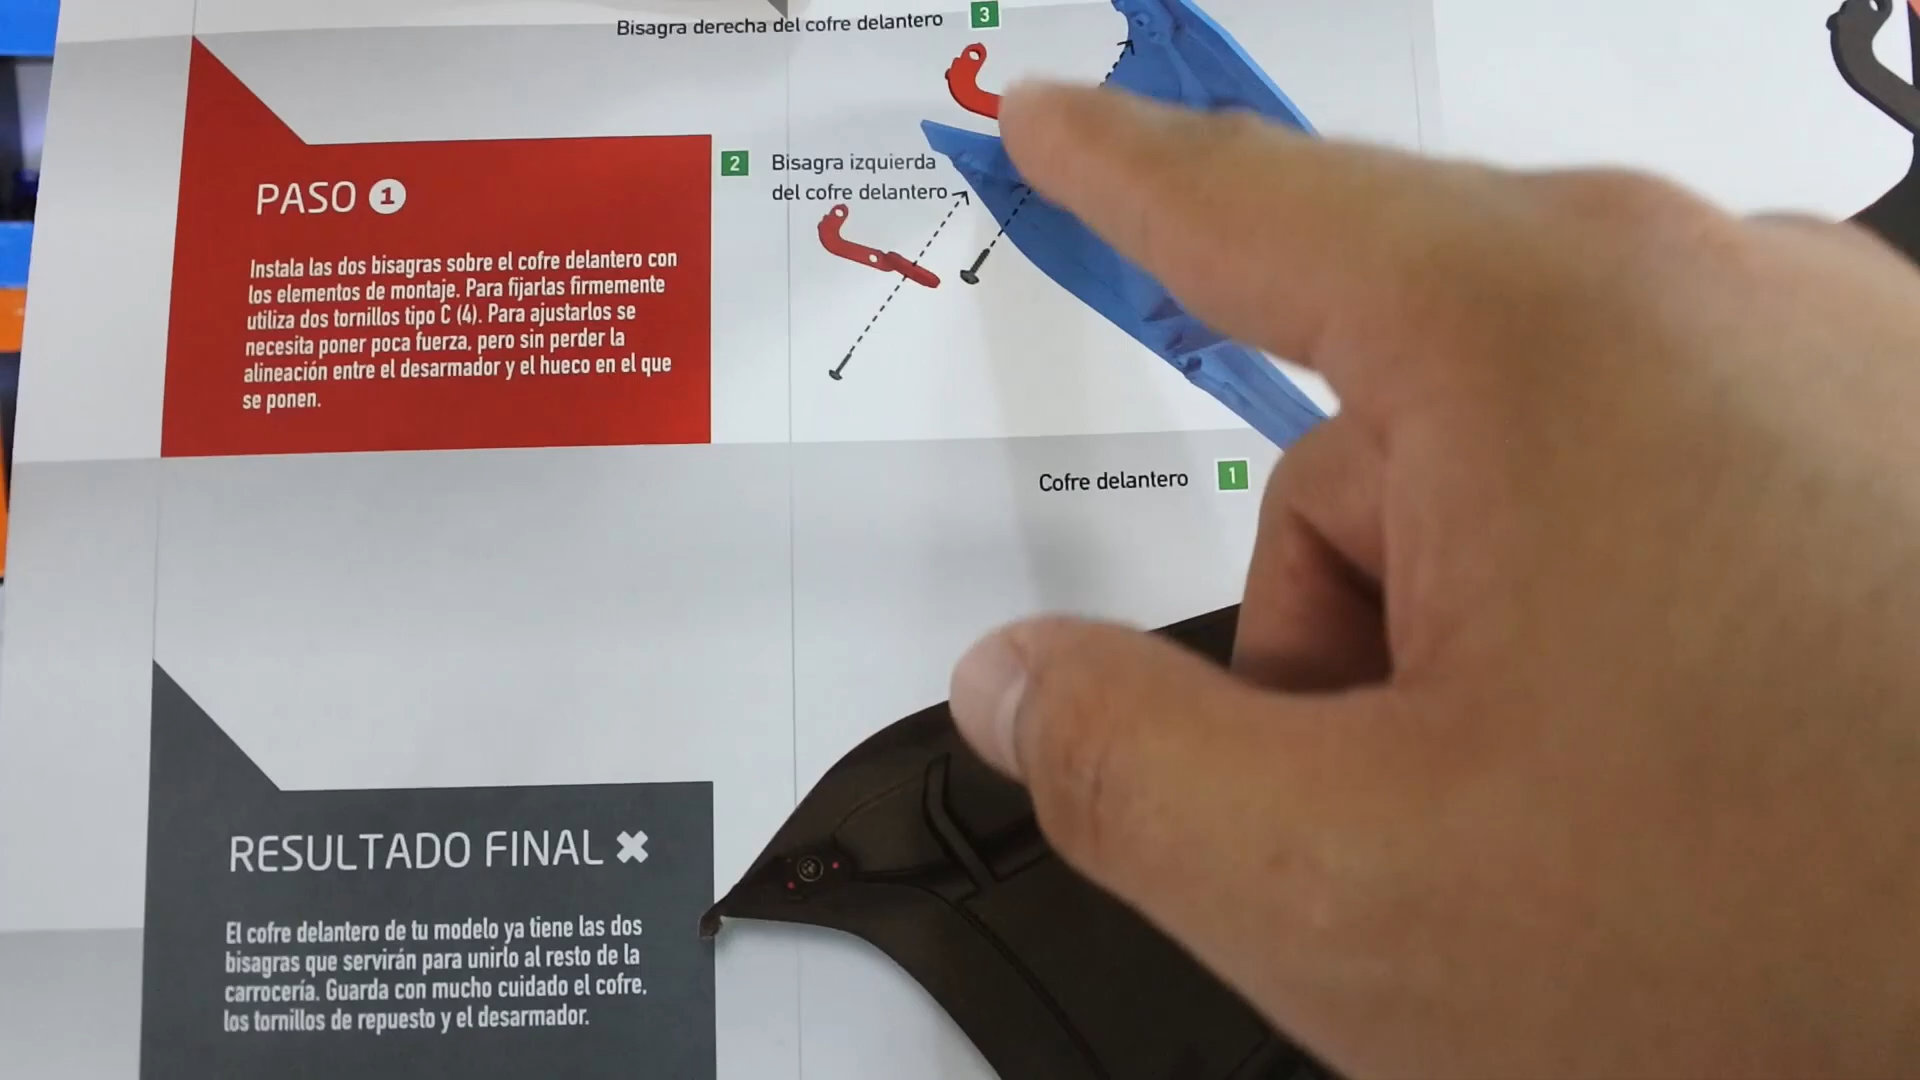 Bisagra derecha del cofre delantero 3
2 Bisagra izquierda
del cofre delantero
PASO 1
Instala las dos bisagras sobre el cofre delantero con
los elementos de montaje. Para fijarlas firmemente
utiliza dos tornillos tipo C (4). Para ajustarlos se
necesita poner poca fuerza, pero sin perder la
alineación entre el desarmador y el hueco en el que
se ponen.
Cofre delantero 1
RESULTADO FINAL
El cofre delantero de tu modelo ya tiene las dos
bisagras que servirán para unirlo al resto de la
carrocería. Guarda con mucho cuidado el cofre,
los tornillos de repuesto y el desarmador.